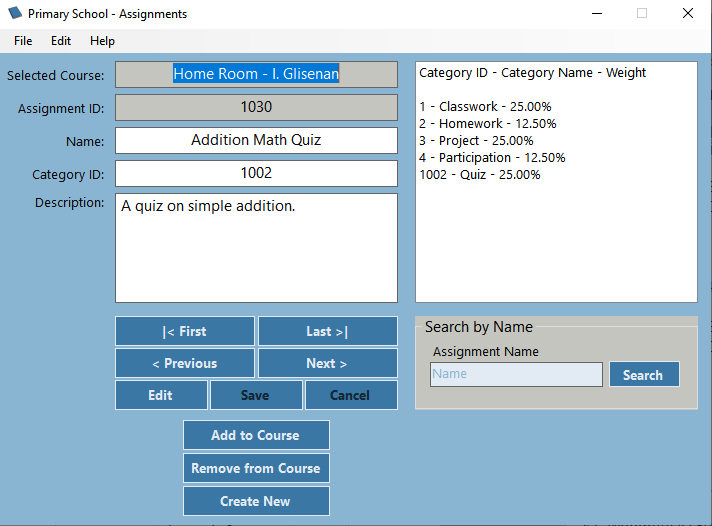 Primary School - Assignments
File Edit Help
Selected Course: Home Room - I. Glisenan
Assignment ID: 1030
Name: Addition Math Quiz
Category ID: 1002
Description: A quiz on simple addition.
Category ID - Category Name - Weight
1 - Classwork - 25.00%
2 - Homework - 12.50%
3 - Project - 25.00%
4 - Participation - 12.50%
1002 - Quiz - 25.00%
|< First Last >|
< Previous Next >
Edit Save Cancel
Add to Course
Remove from Course
Create New
Search by Name
Assignment Name
Name Search